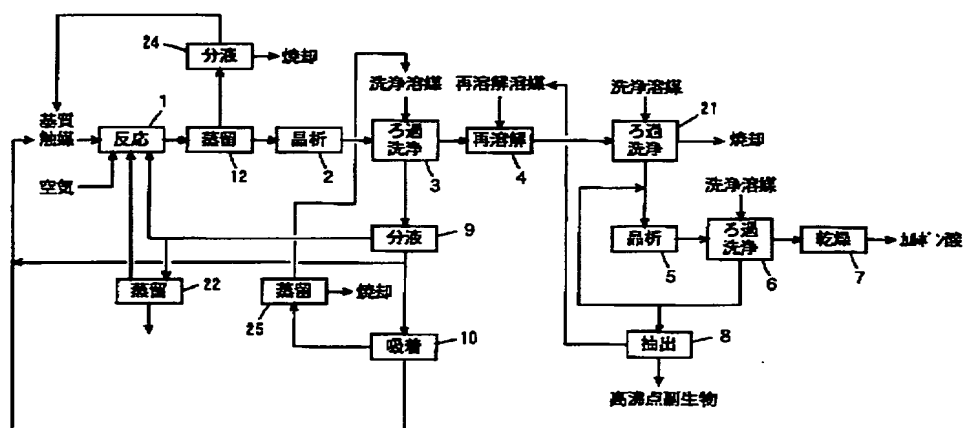 24
分液
焼却
基質
触媒
空気
1
反応
蒸留
12
晶析
2
洗浄溶媒
ろ過
洗浄
3
再溶解溶媒
再溶解
4
洗浄溶媒
ろ過
洗浄
21
焼却
分液
9
蒸留
22
蒸留
25
焼却
吸着
10
洗浄溶媒
晶析
5
ろ過
洗浄
6
乾燥
7
カルボン酸
抽出
8
高沸点副生物